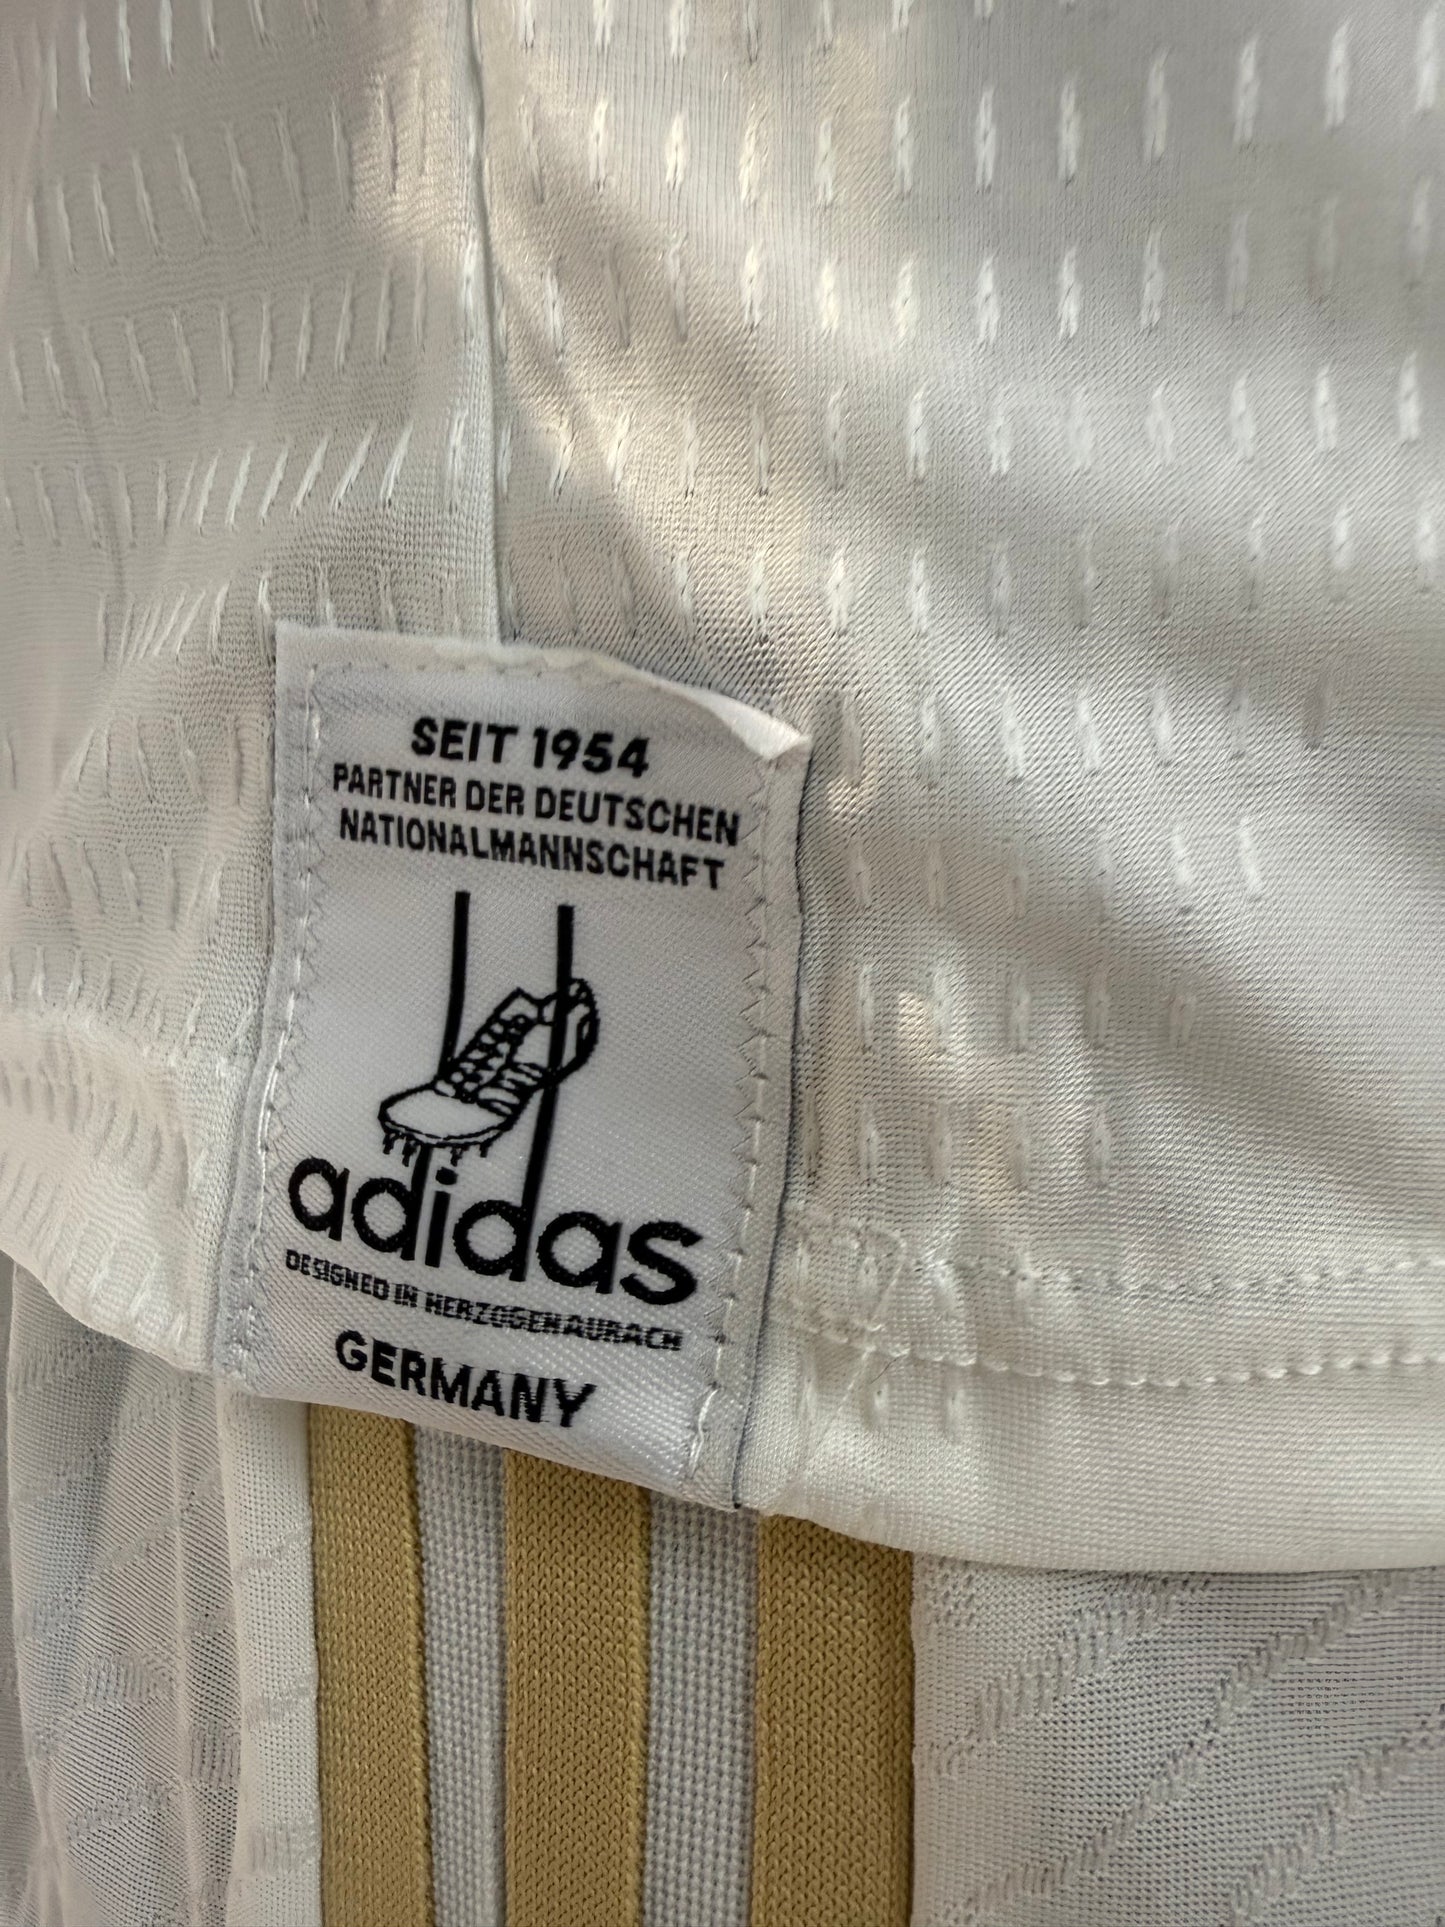 SEIT 1954
PARTNER DER DEUTSCHEN
NATIONALMANNSCHAFT
adidas
DESIGNED IN HERZOGENAURACH
GERMANY